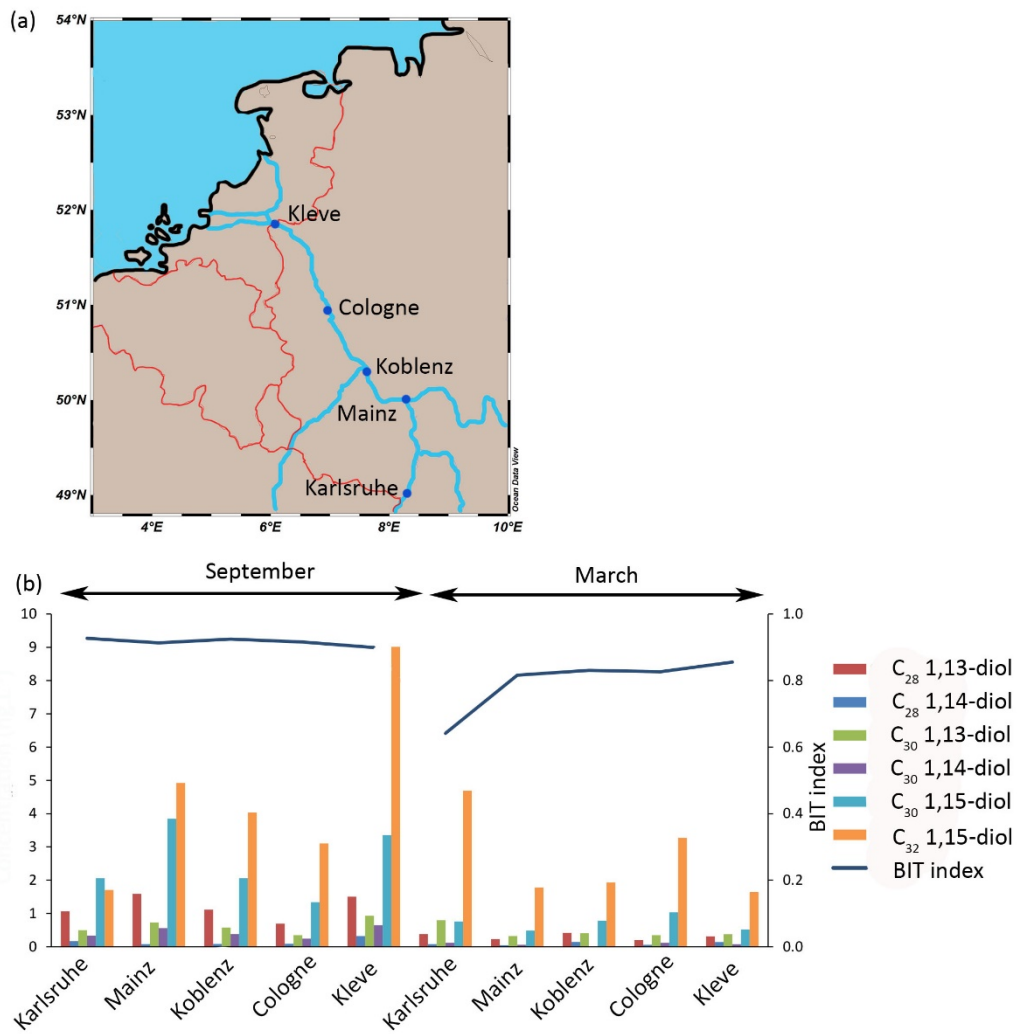 (a)
54°N
53°N
52°N
51°N
50°N
49°N
4°E
6°E
8°E
10°E
Kleve
Cologne
Koblenz
Mainz
Karlsruhe
Ocean Data View
(b)
September
March
10
9
8
7
6
5
4
3
2
1
0
1.0
0.8
0.6
0.4
0.2
0.0
BIT index
Karlsruhe
Mainz
Koblenz
Cologne
Kleve
Karlsruhe
Mainz
Koblenz
Cologne
Kleve
C₂₈ 1,13-diol
C₂₈ 1,14-diol
C₃₀ 1,13-diol
C₃₀ 1,14-diol
C₃₀ 1,15-diol
C₃₂ 1,15-diol
BIT index